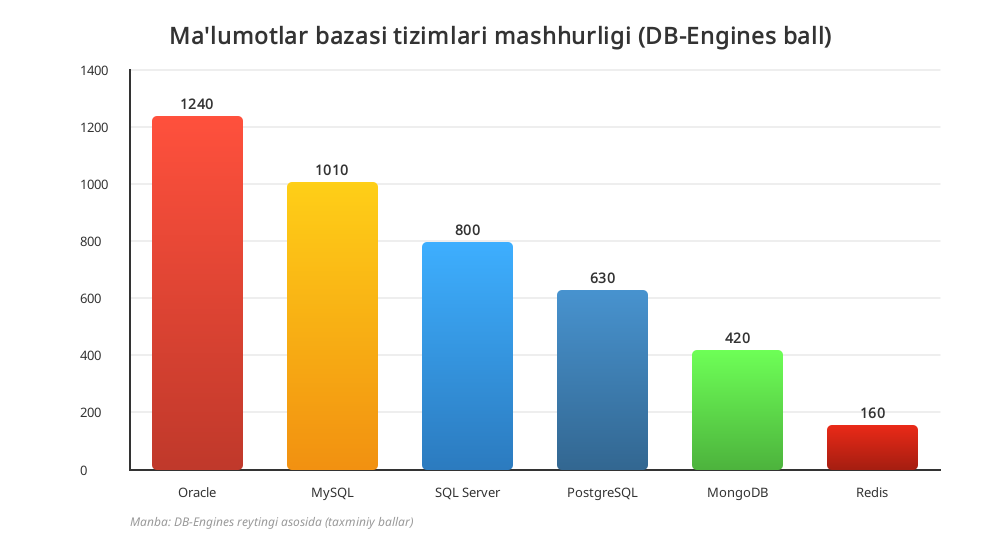 Ma'lumotlar bazasi tizimlari mashhurligi (DB-Engines ball)
1400
1200
1000
800
600
400
200
0
1240
1010
800
630
420
160
Oracle
MySQL
SQL Server
PostgreSQL
MongoDB
Redis
Manba: DB-Engines reytingi asosida (taxminiy ballar)